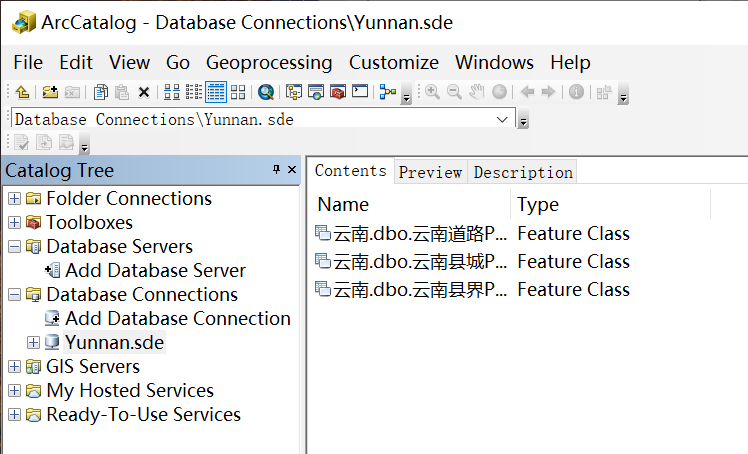 ArcCatalog - Database Connections\Yunnan.sde
File Edit View Go Geoprocessing Customize Windows Help
Database Connections\Yunnan.sde
Catalog Tree
Folder Connections
Toolboxes
Database Servers
Add Database Server
Database Connections
Add Database Connection
Yunnan.sde
GIS Servers
My Hosted Services
Ready-To-Use Services
Contents Preview Description
Name Type
云南.dbo.云南道路P... Feature Class
云南.dbo.云南县城P... Feature Class
云南.dbo.云南县界P... Feature Class